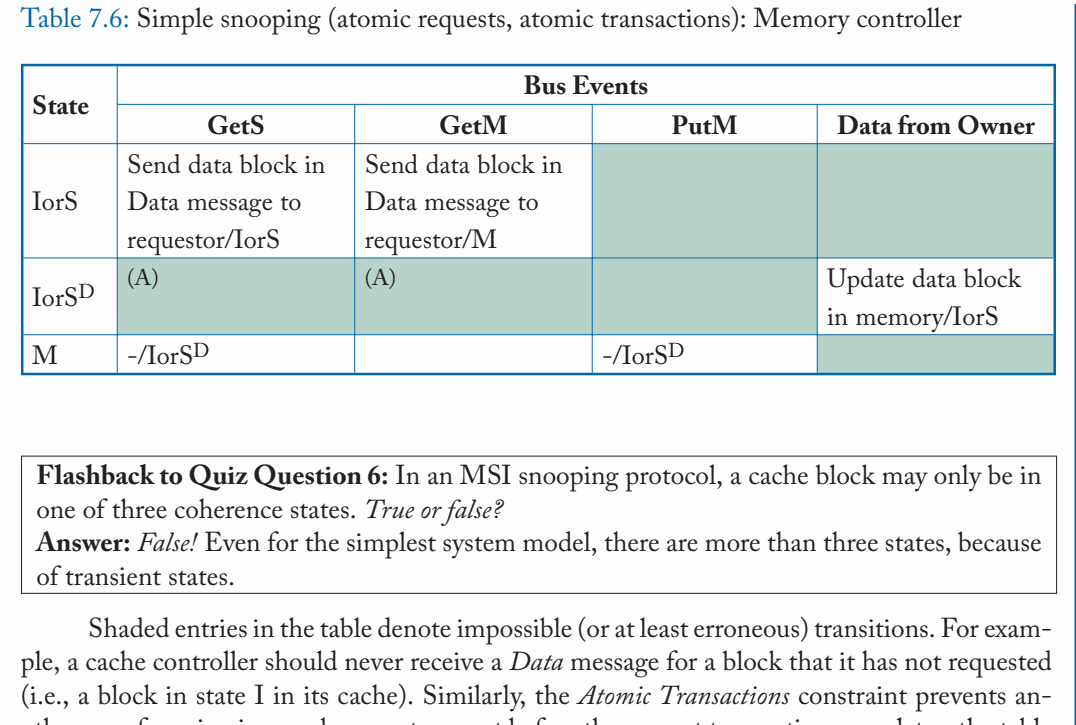 Table 7.6: Simple snooping (atomic requests, atomic transactions): Memory controller
State
Bus Events
GetS GetM PutM Data from Owner
IorS
Send data block in
Data message to
requestor/IorS
Send data block in
Data message to
requestor/M
IorSD
(A)
(A)
Update data block
in memory/IorS
M
-/IorSD
-/IorSD
Flashback to Quiz Question 6: In an MSI snooping protocol, a cache block may only be in
one of three coherence states. True or false?
Answer: False! Even for the simplest system model, there are more than three states, because
of transient states.
Shaded entries in the table denote impossible (or at least erroneous) transitions. For exam-
ple, a cache controller should never receive a Data message for a block that it has not requested
(i.e., a block in state I in its cache). Similarly, the Atomic Transactions constraint prevents an-